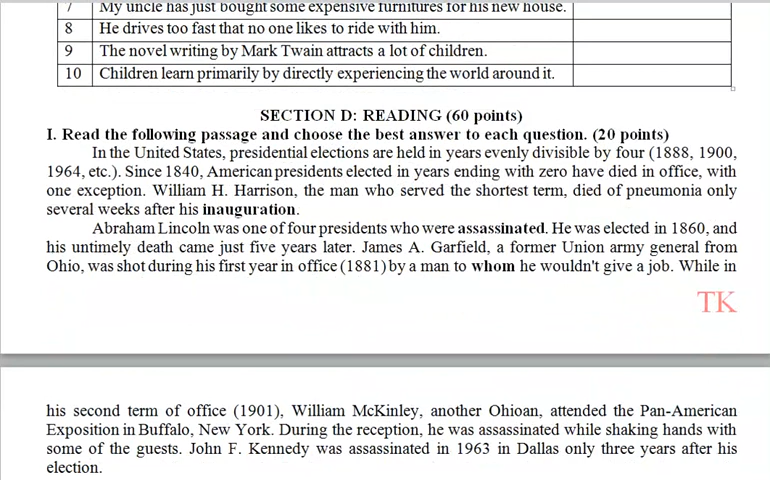 7 My uncle has just bought some expensive furnitures for his new house.
8 He drives too fast that no one likes to ride with him.
9 The novel writing by Mark Twain attracts a lot of children.
10 Children learn primarily by directly experiencing the world around it.
SECTION D: READING (60 points)
I. Read the following passage and choose the best answer to each question. (20 points)
In the United States, presidential elections are held in years evenly divisible by four (1888, 1900,
1964, etc.). Since 1840, American presidents elected in years ending with zero have died in office, with
one exception. William H. Harrison, the man who served the shortest term, died of pneumonia only
several weeks after his inauguration.
Abraham Lincoln was one of four presidents who were assassinated. He was elected in 1860, and
his untimely death came just five years later. James A. Garfield, a former Union army general from
Ohio, was shot during his first year in office (1881) by a man to whom he wouldn't give a job. While in
TK
his second term of office (1901), William McKinley, another Ohioan, attended the Pan-American
Exposition in Buffalo, New York. During the reception, he was assassinated while shaking hands with
some of the guests. John F. Kennedy was assassinated in 1963 in Dallas only three years after his
election.